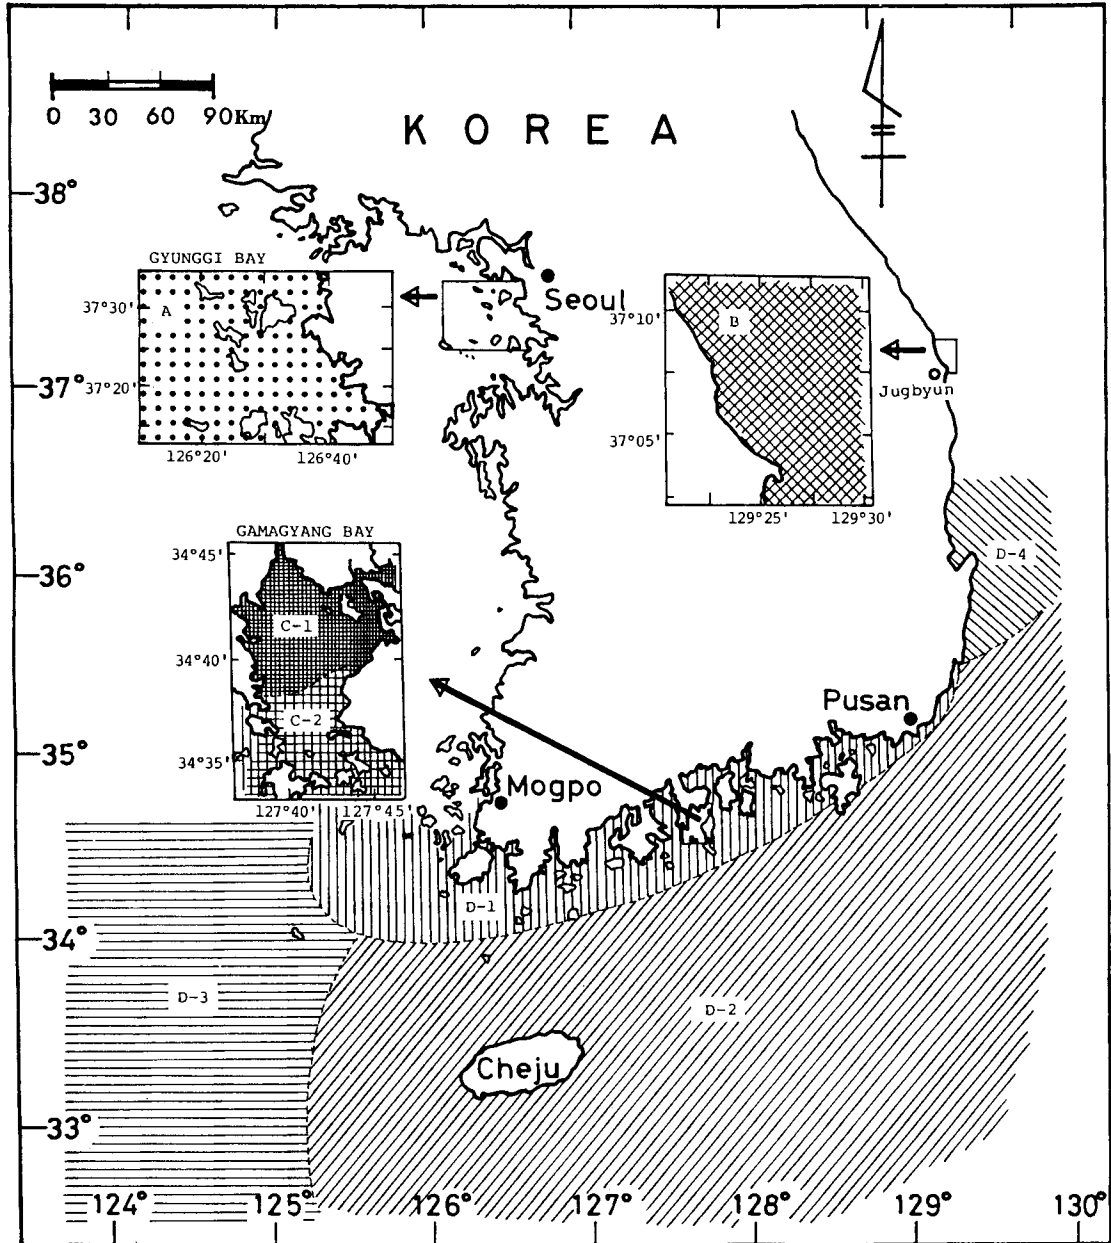 0 30 60 90Km
K O R E A
38°
GYUNGGI BAY
37°30'
A
37°20'
126°20' 126°40'
Seoul
37°10'
B
37°05'
129°25' 129°30'
Jugbyun
37°
36°
GAMAGYANG BAY
34°45'
C-1
34°40'
C-2
34°35'
127°40' 127°45'
D-4
Pusan
35°
Mogpo
D-1
34°
D-3
D-2
Cheju
33°
124° 125° 126° 127° 128° 129° 130°